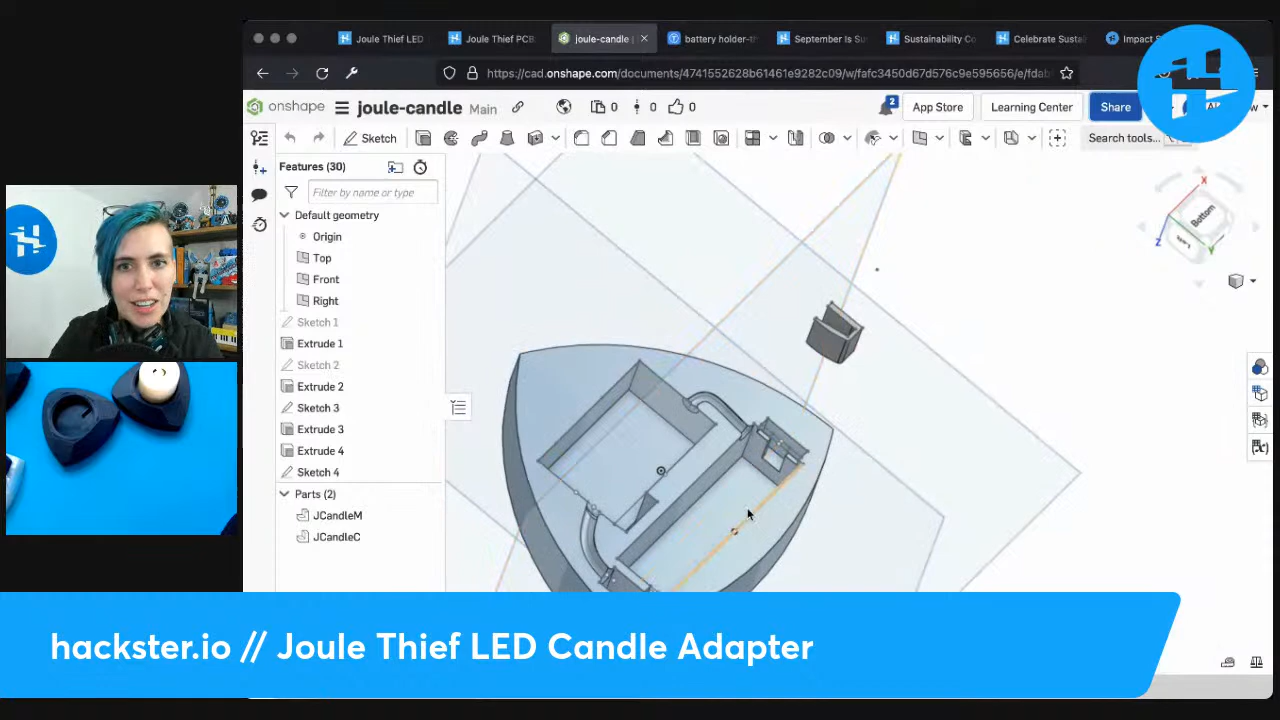 Joule Thief LED
Joule Thief PCB
joule-candle |
battery holder-t
September Is Su
Sustainability Co
Celebrate Susta
Impact S
https://cad.onshape.com/documents/4741552628b61461e9282c09/w/fafc3450d67d576c9e595656/e/fdab
onshape
joule-candle Main
0
0
0
2
App Store
Learning Center
Share
Sketch
Search tools...
Features (30)
Filter by name or type
Default geometry
Origin
Top
Front
Right
Sketch 1
Extrude 1
Sketch 2
Extrude 2
Sketch 3
Extrude 3
Extrude 4
Sketch 4
Parts (2)
JCandleM
JCandleC
X
Bottom
Z
Y
hackster.io // Joule Thief LED Candle Adapter